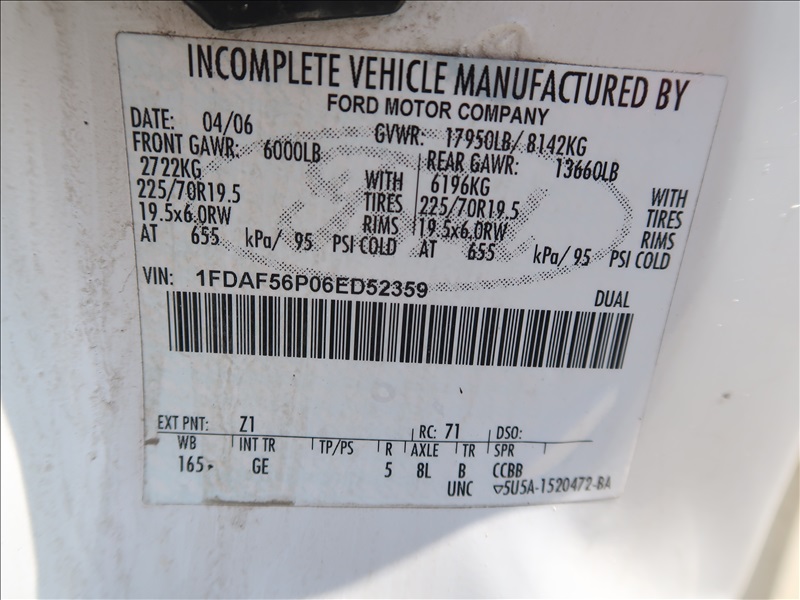 INCOMPLETE VEHICLE MANUFACTURED BY
FORD MOTOR COMPANY
DATE: 04/06 GVWR: 17950LB/ 8142KG
FRONT GAWR: 6000LB REAR GAWR: 13660LB
2722KG WITH 6196KG WITH
225/70R19.5 TIRES 225/70R19.5 TIRES
19.5x6.0RW RIMS 19.5x6.0RW RIMS
AT 655 kPa/ 95 PSI COLD AT 655 kPa/ 95 PSI COLD
VIN: 1FDAF56P06ED52359 DUAL
EXT PNT: Z1 RC: 71 DSO:
WB INT TR TP/PS R AXLE TR SPR
165 GE 5 8L B CCBB
UNC 5U5A-1520472-BA